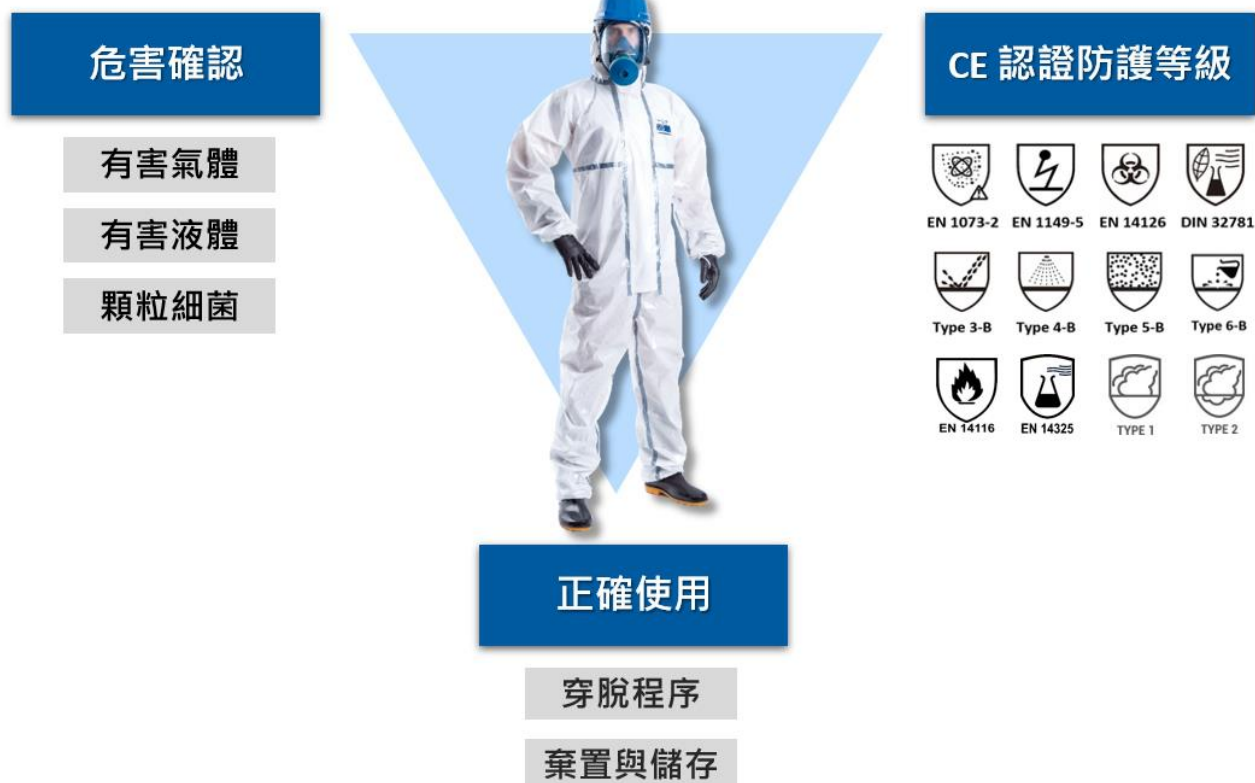 危害確認
有害氣體
有害液體
顆粒細菌
CE 認證防護等級
EN 1073-2 EN 1149-5 EN 14126 DIN 32781
Type 3-B Type 4-B Type 5-B Type 6-B
EN 14116 EN 14325 TYPE 1 TYPE 2
正確使用
穿脫程序
棄置與儲存